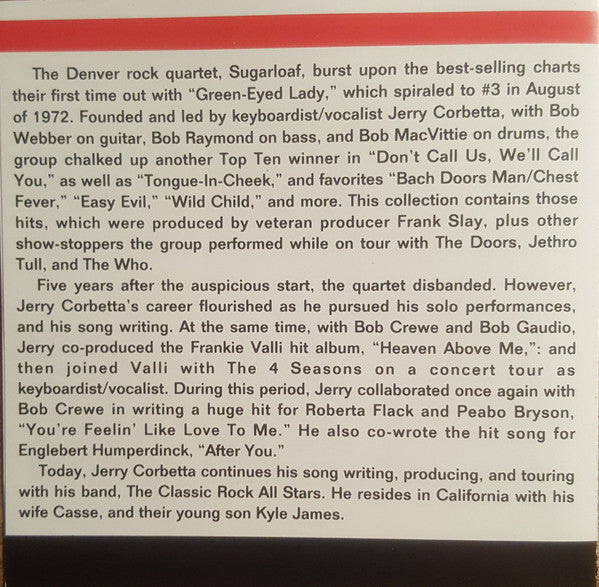 The Denver rock quartet, Sugarloaf, burst upon the best-selling charts
their first time out with “Green-Eyed Lady,” which spiraled to #3 in August
of 1972. Founded and led by keyboardist/vocalist Jerry Corbetta, with Bob
Webber on guitar, Bob Raymond on bass, and Bob MacVittie on drums, the
group chalked up another Top Ten winner in “Don’t Call Us, We’ll Call
You,” as well as “Tongue-In-Cheek,” and favorites “Bach Doors Man/Chest
Fever,” “Easy Evil,” “Wild Child,” and more. This collection contains those
hits, which were produced by veteran producer Frank Slay, plus other
show-stoppers the group performed while on tour with The Doors, Jethro
Tull, and The Who.
Five years after the auspicious start, the quartet disbanded. However,
Jerry Corbetta’s career flourished as he pursued his solo performances,
and his song writing. At the same time, with Bob Crewe and Bob Gaudio,
Jerry co-produced the Frankie Valli hit album, “Heaven Above Me,”: and
then joined Valli with The 4 Seasons on a concert tour as
keyboardist/vocalist. During this period, Jerry collaborated once again with
Bob Crewe in writing a huge hit for Roberta Flack and Peabo Bryson,
“You’re Feelin’ Like Love To Me.” He also co-wrote the hit song for
Englebert Humperdinck, “After You.”
Today, Jerry Corbetta continues his song writing, producing, and touring
with his band, The Classic Rock All Stars. He resides in California with his
wife Casse, and their young son Kyle James.